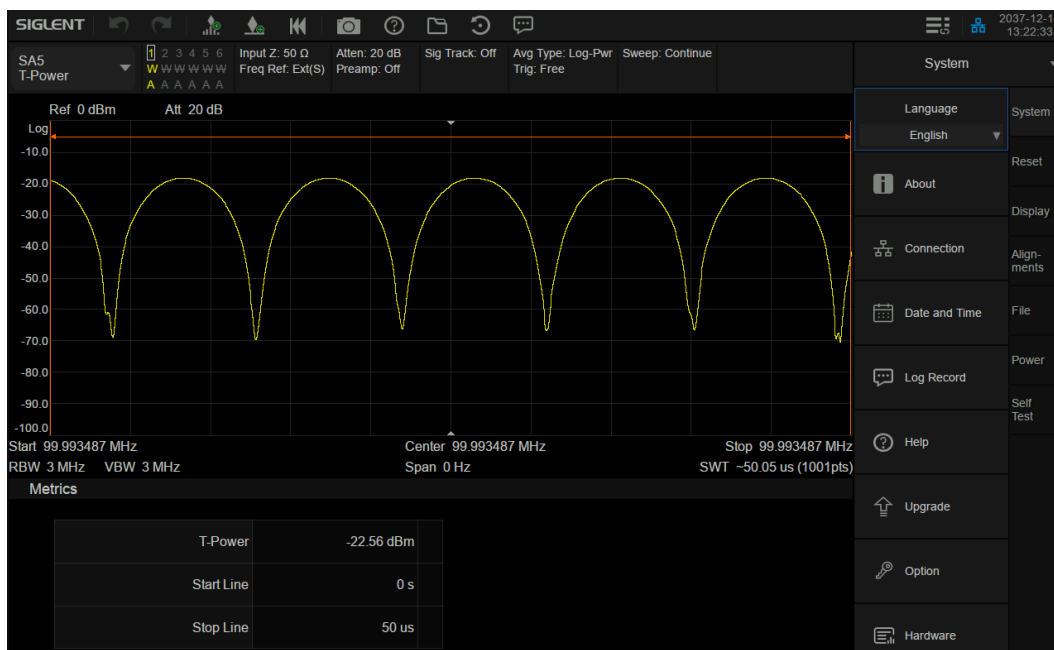 SIGLENT
2037-12-1
13:22:33
SA5
T-Power
1 2 3 4 5 6
W W W W W W
A A A A A A
Input Z: 50 Ω
Freq Ref: Ext(S)
Atten: 20 dB
Preamp: Off
Sig Track: Off
Avg Type: Log-Pwr
Trig: Free
Sweep: Continue
System
Ref 0 dBm Att 20 dB
Log
-10.0
-20.0
-30.0
-40.0
-50.0
-60.0
-70.0
-80.0
-90.0
-100.0
Start 99.993487 MHz Center 99.993487 MHz Stop 99.993487 MHz
RBW 3 MHz VBW 3 MHz Span 0 Hz SWT ~50.05 us (1001pts)
Metrics
T-Power -22.56 dBm
Start Line 0 s
Stop Line 50 us
Language
English
About
Connection
Date and Time
Log Record
Help
Upgrade
Option
Hardware
System
Reset
Display
Align-
ments
File
Power
Self
Test